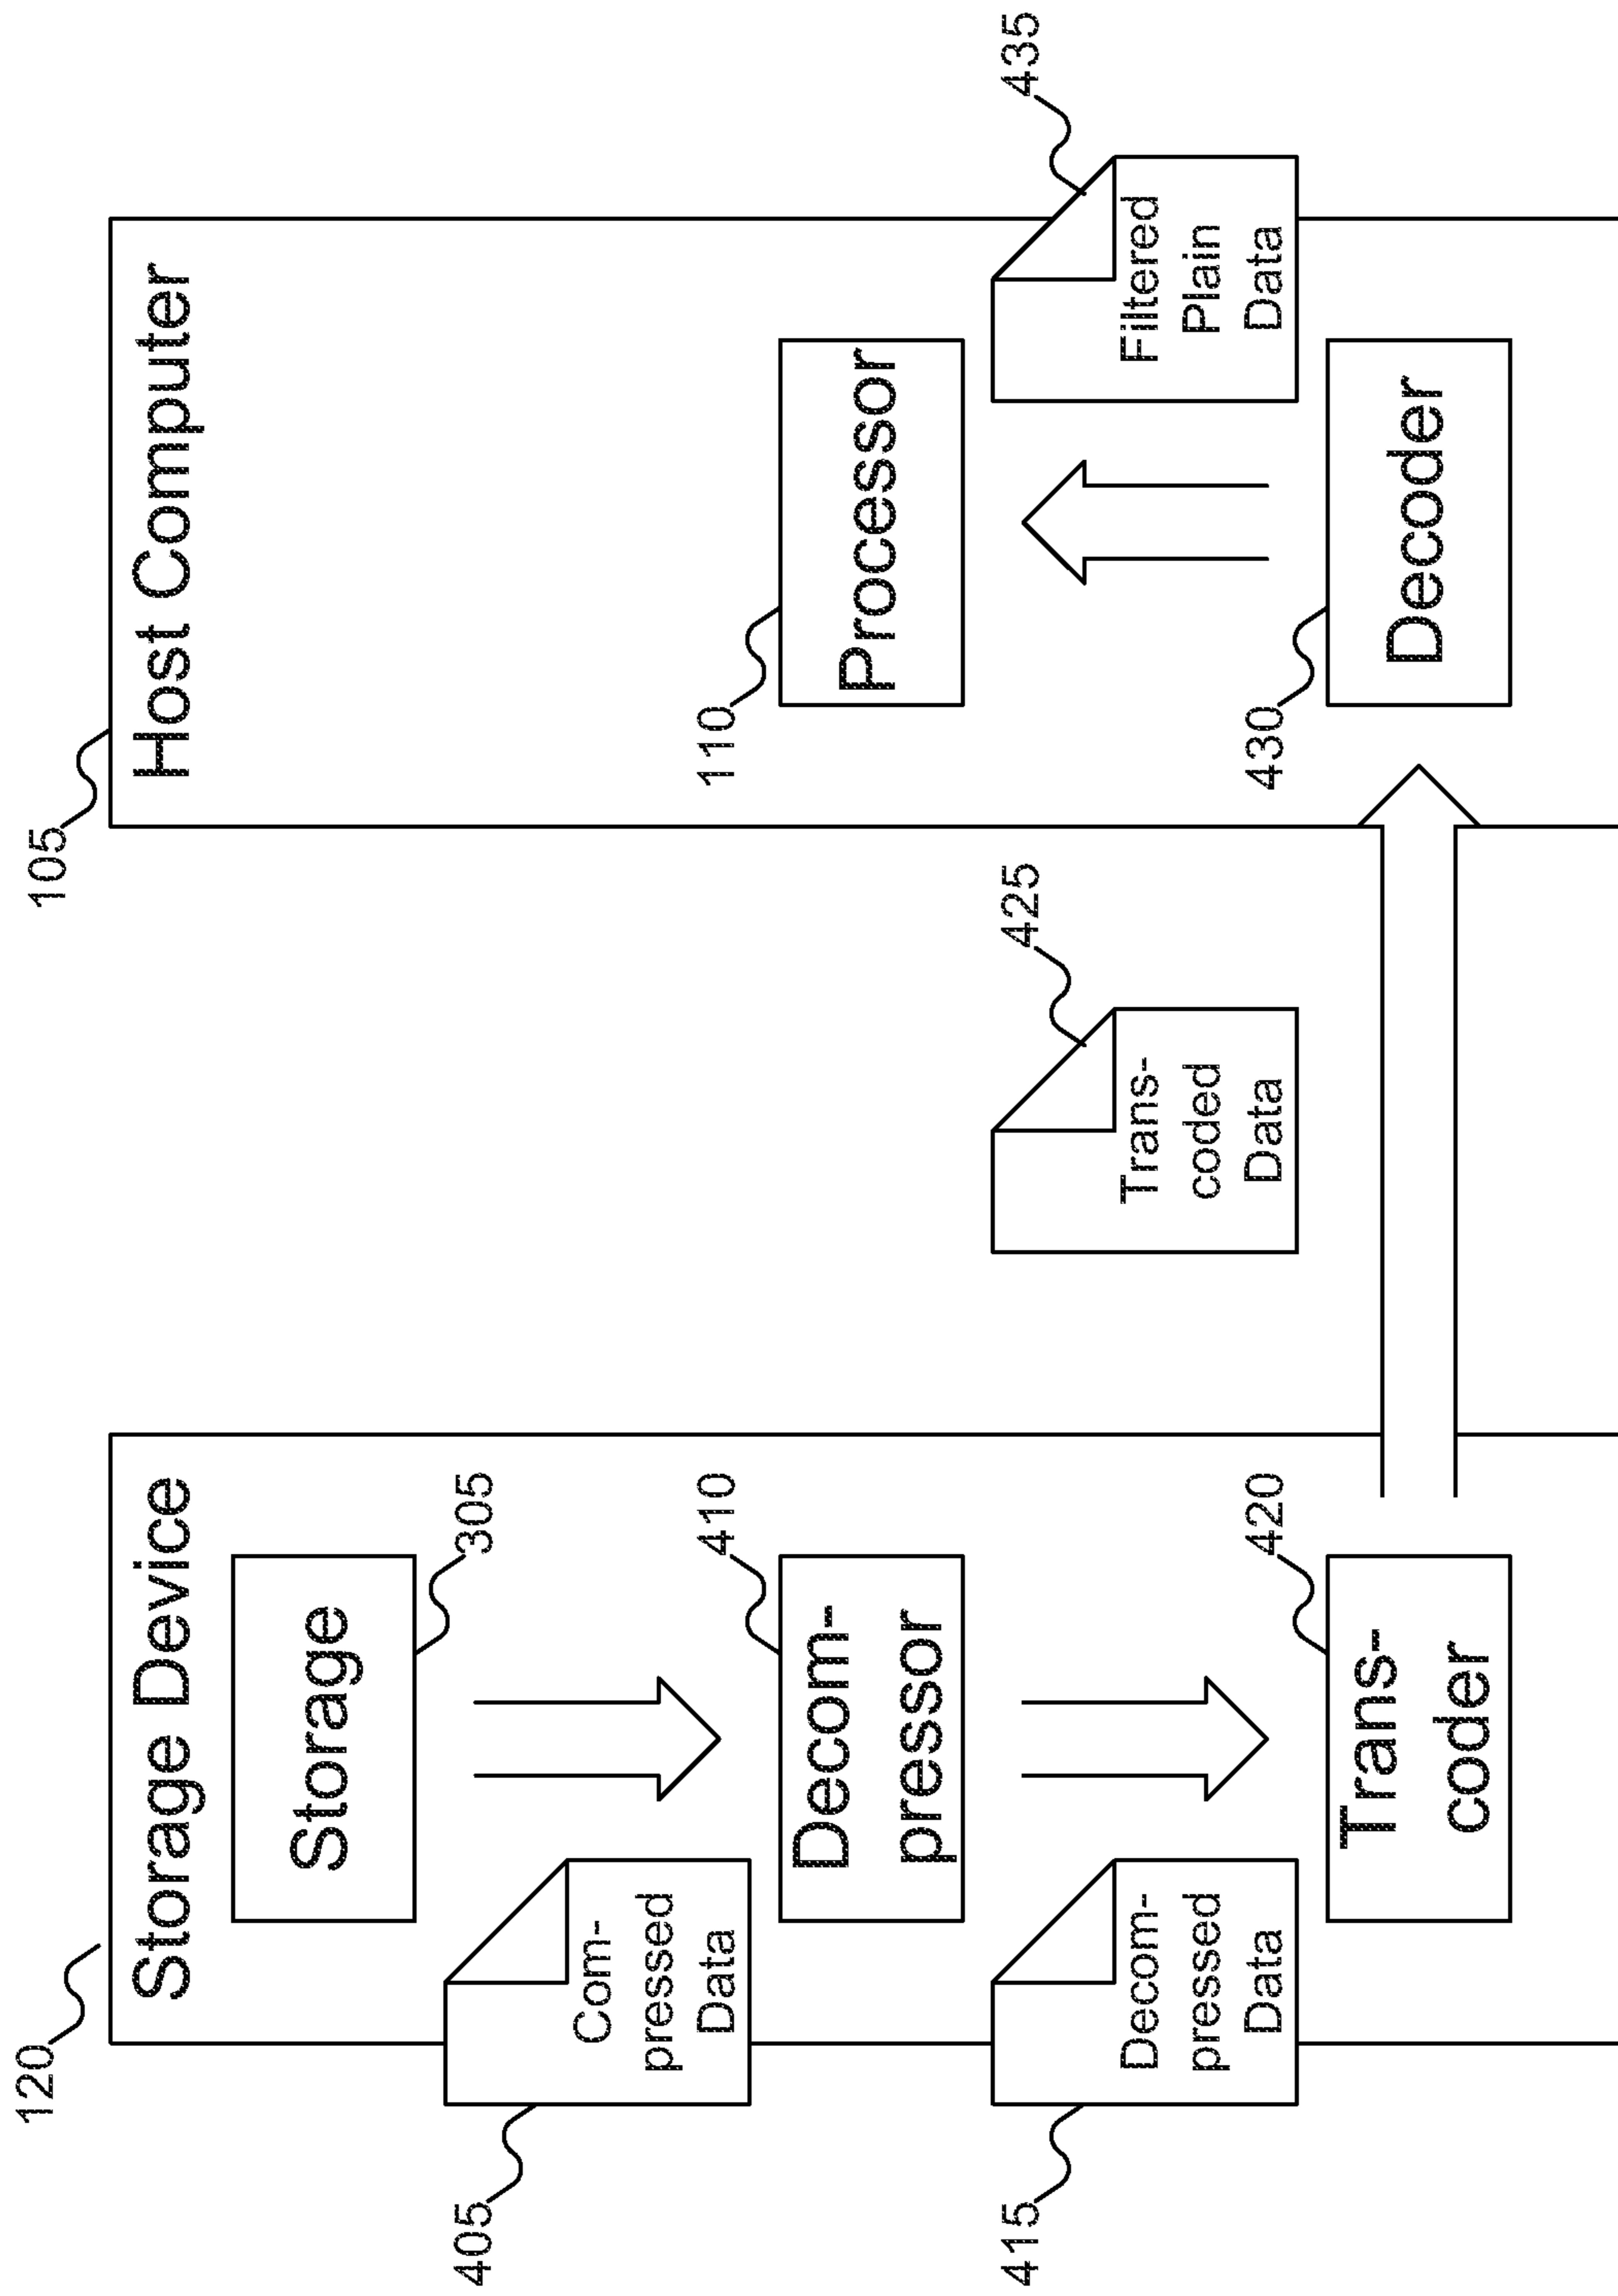 120
Storage Device
Storage
305
405
Com-
pressed
Data
Decom-
pressor
410
415
Decom-
pressed
Data
Trans-
coder
420
425
Trans-
coded
Data
105
Host Computer
110
Processor
435
Filtered
Plain
Data
430
Decoder